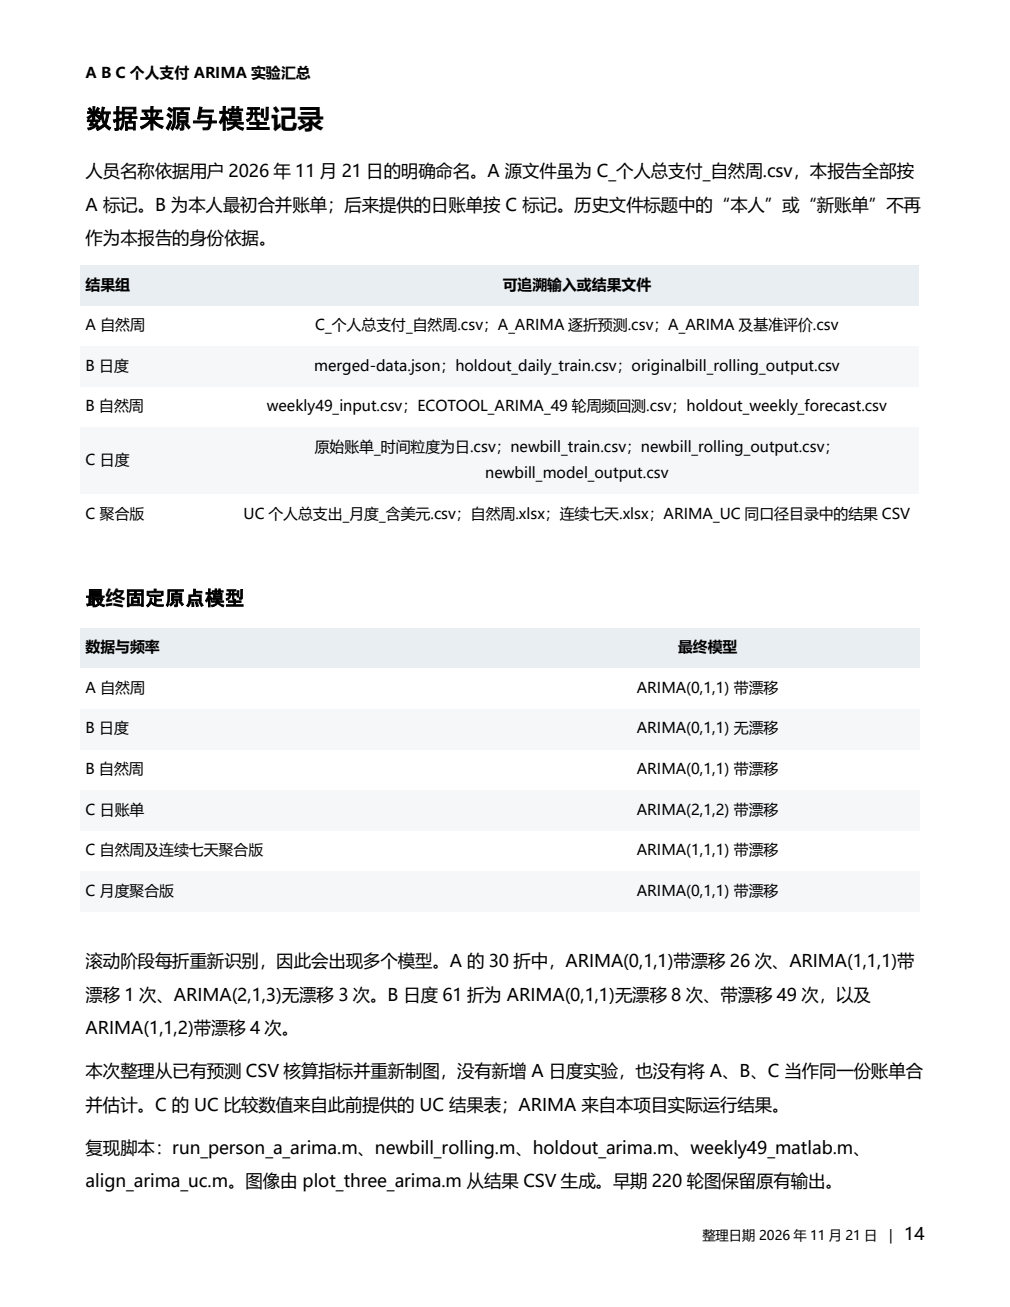 A B C 个人支付 ARIMA 实验汇总
数据来源与模型记录
人员名称依据用户 2026 年 11 月 21 日的明确命名。A 源文件虽为 C_个人总支付_自然周.csv，本报告全部按
A 标记。B 为本人最初合并账单；后来提供的日账单按 C 标记。历史文件标题中的“本人”或“新账单”不再
作为本报告的身份依据。
结果组 可追溯输入或结果文件
A 自然周 C_个人总支付_自然周.csv；A_ARIMA 逐折预测.csv；A_ARIMA 及基准评价.csv
B 日度 merged-data.json；holdout_daily_train.csv；originalbill_rolling_output.csv
B 自然周 weekly49_input.csv；ECOTOOL_ARIMA_49 轮周频回测.csv；holdout_weekly_forecast.csv
C 日度 原始账单_时间粒度为日.csv；newbill_train.csv；newbill_rolling_output.csv；
newbill_model_output.csv
C 聚合版 UC 个人总支出_月度_含美元.csv；自然周.xlsx；连续七天.xlsx；ARIMA_UC 同口径目录中的结果 CSV
最终固定原点模型
数据与频率 最终模型
A 自然周 ARIMA(0,1,1) 带漂移
B 日度 ARIMA(0,1,1) 无漂移
B 自然周 ARIMA(0,1,1) 带漂移
C 日账单 ARIMA(2,1,2) 带漂移
C 自然周及连续七天聚合版 ARIMA(1,1,1) 带漂移
C 月度聚合版 ARIMA(0,1,1) 带漂移
滚动阶段每折重新识别，因此会出现多个模型。A 的 30 折中，ARIMA(0,1,1)带漂移 26 次、ARIMA(1,1,1)带
漂移 1 次、ARIMA(2,1,3)无漂移 3 次。B 日度 61 折为 ARIMA(0,1,1)无漂移 8 次、带漂移 49 次，以及
ARIMA(1,1,2)带漂移 4 次。
本次整理从已有预测 CSV 核算指标并重新制图，没有新增 A 日度实验，也没有将 A、B、C 当作同一份账单合
并估计。C 的 UC 比较数值来自此前提供的 UC 结果表；ARIMA 来自本项目实际运行结果。
复现脚本：run_person_a_arima.m、newbill_rolling.m、holdout_arima.m、weekly49_matlab.m、
align_arima_uc.m。图像由 plot_three_arima.m 从结果 CSV 生成。早期 220 轮图保留原有输出。
整理日期 2026 年 11 月 21 日 | 14